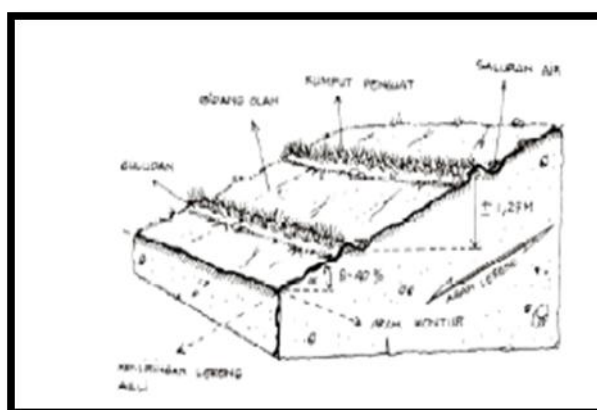 SALURAN AIR
RUMPUT PENGUAT
BIDANG OLAH
GULUDAN
± 1,25M
8-40 %
ARAH LERENG
ARAH KONTUR
KEMIRINGAN LERENG
ASLI